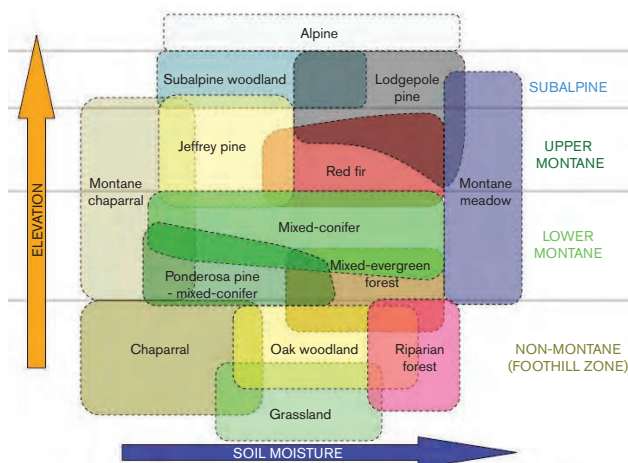 Alpine
Subalpine woodland
Lodgepole
pine
SUBALPINE
Jeffrey pine
UPPER
MONTANE
Red fir
Montane
chaparral
Montane
meadow
Mixed-conifer
LOWER
MONTANE
Mixed-evergreen
forest
Ponderosa pine
- mixed-conifer
ELEVATION
Chaparral
Oak woodland
Riparian
forest
NON-MONTANE
(FOOTHILL ZONE)
Grassland
SOIL MOISTURE